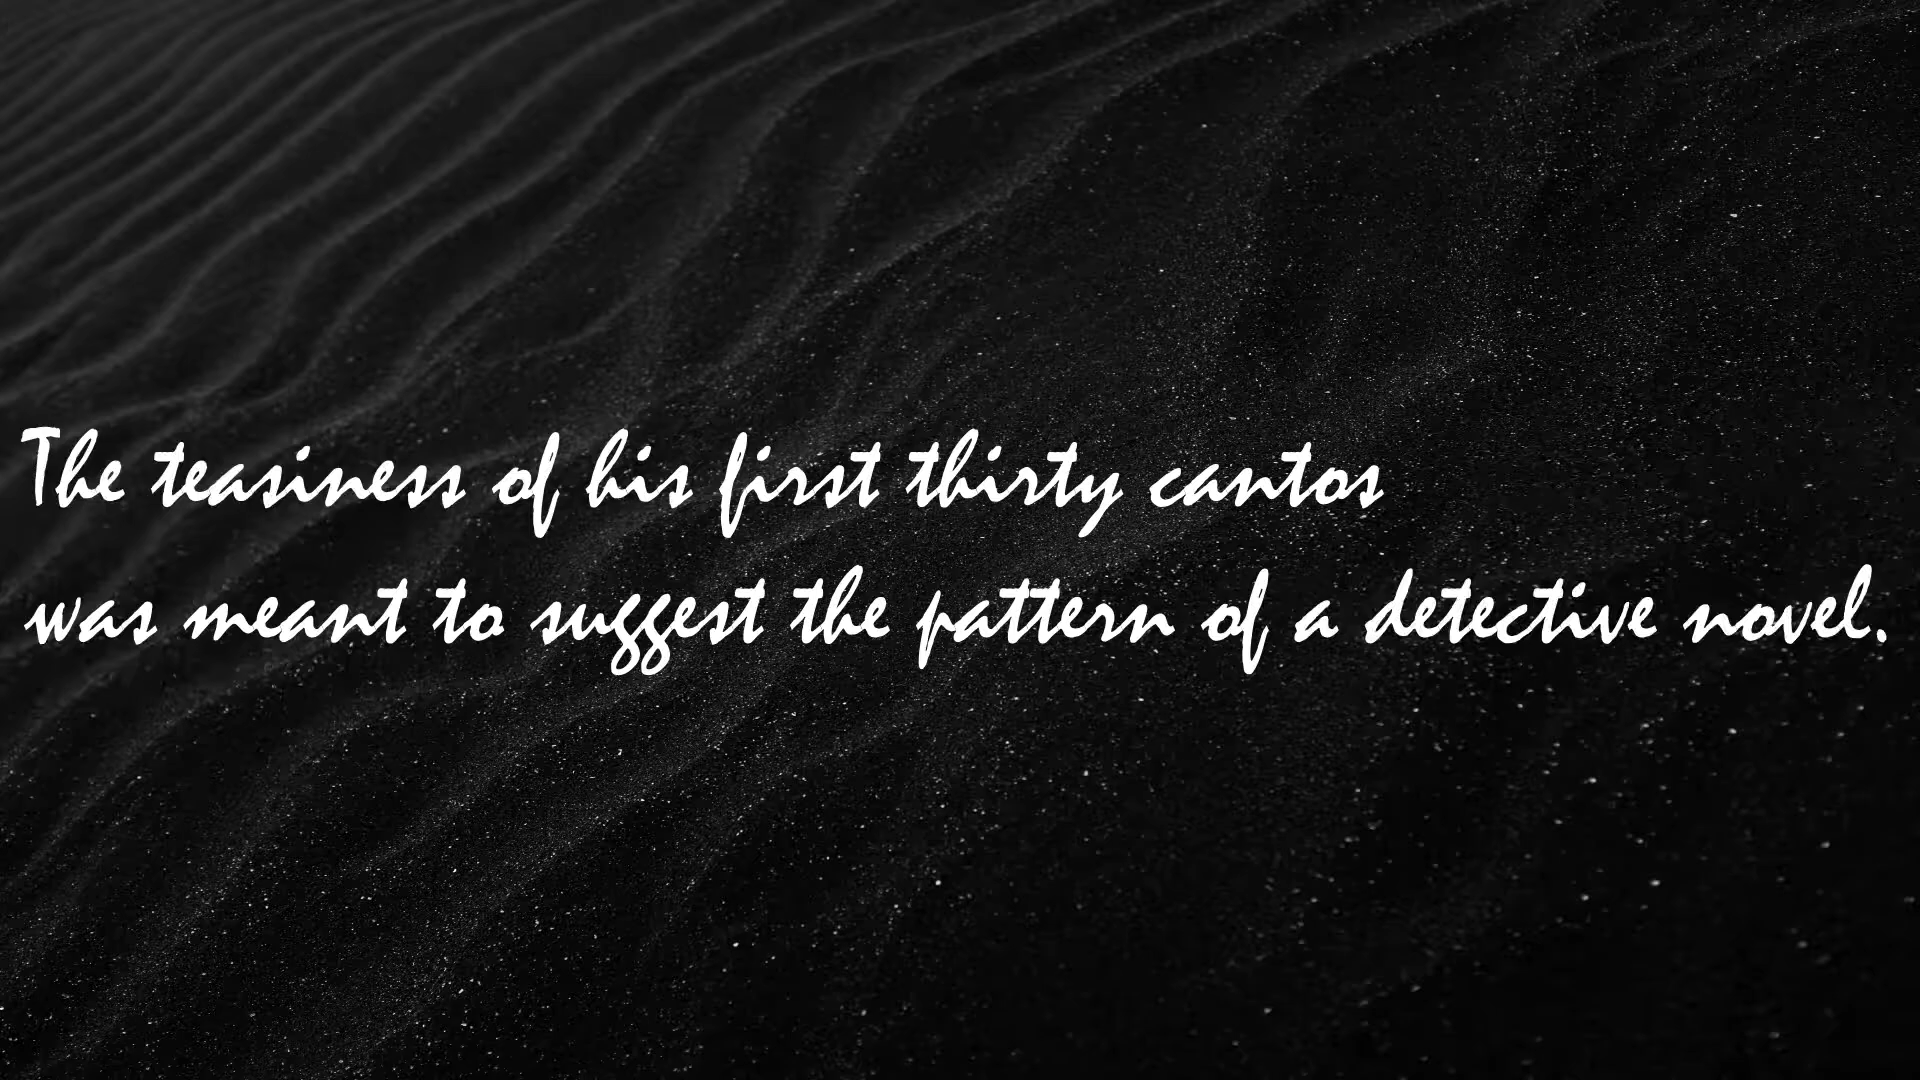 The teasiness of his first thirty cantos
was meant to suggest the pattern of a detective novel.